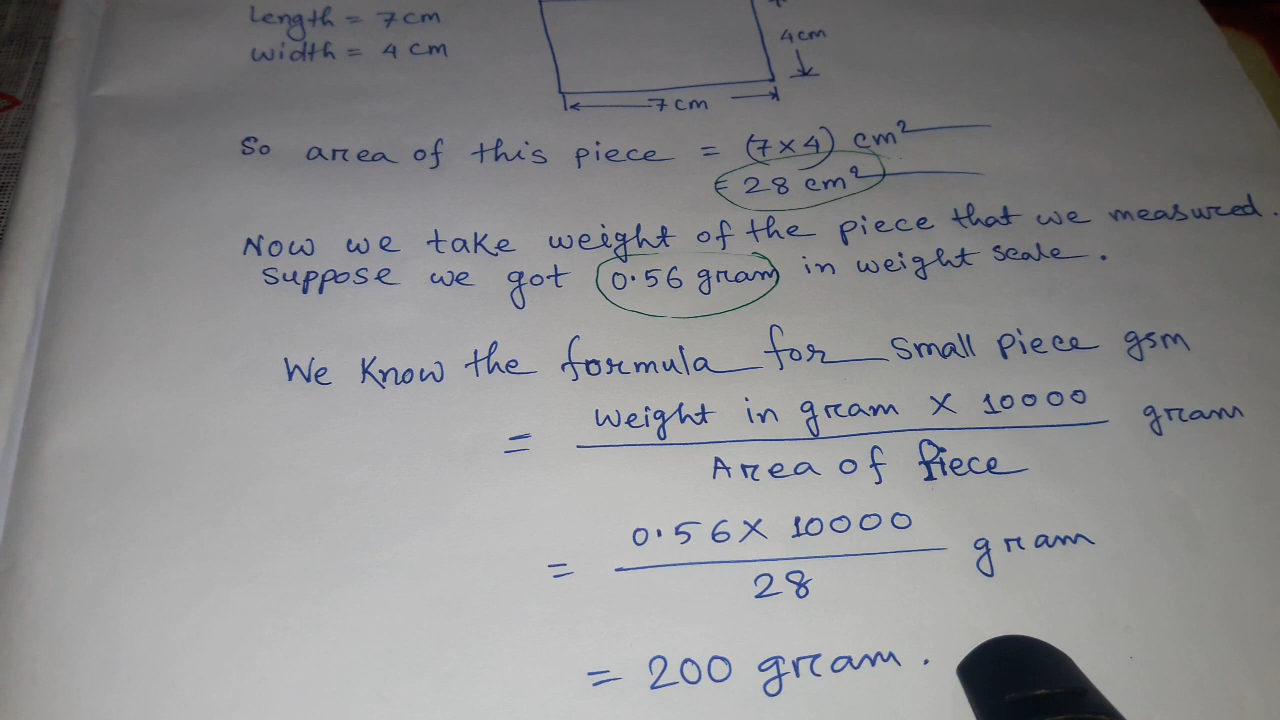 Length = 7cm
width = 4 cm
4cm
7 cm
So area of this piece = (7×4) cm²
= 28 cm²
Now we take weight of the piece that we measured.
suppose we got 0.56 gram in weight scale.
We Know the formula for small piece gsm
= weight in gram × 10000 gram
Area of Piece
= 0.56 × 10000 gram
28
= 200 gram.